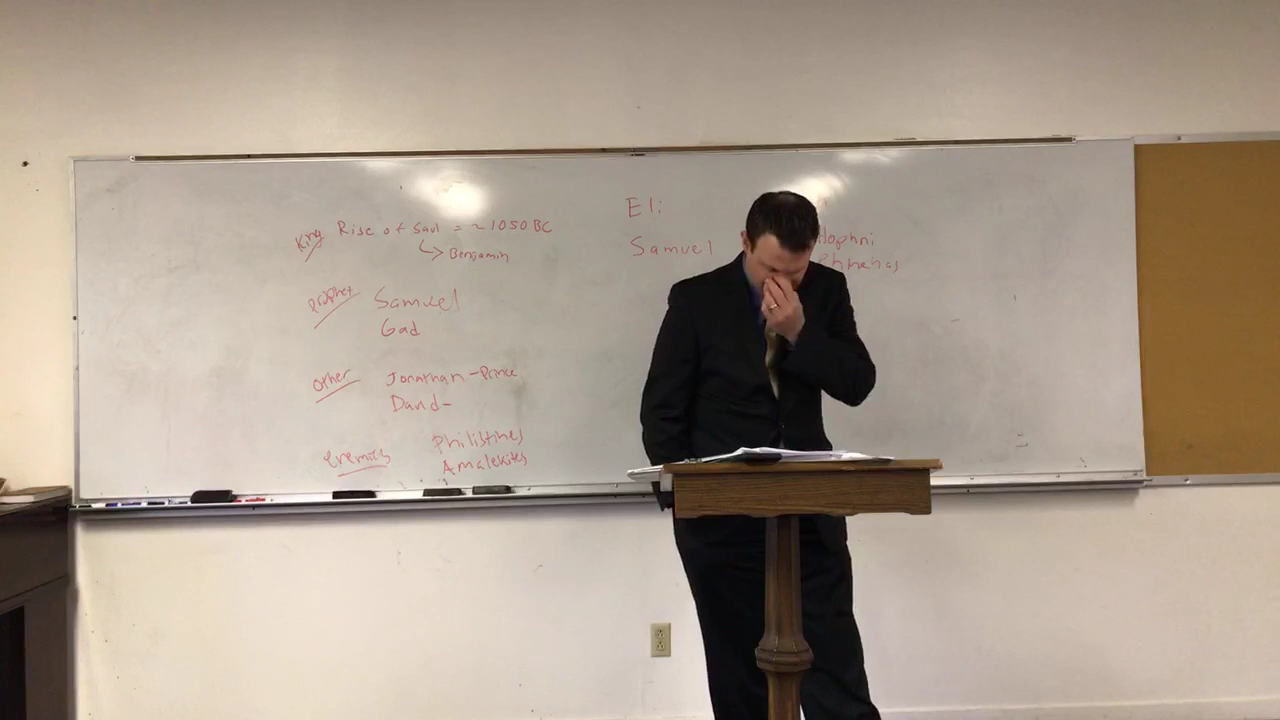 King Rise of Saul = ~1050 BC
Benjamin
Prophet Samuel
Gad
Other Jonathan - Prince
David -
enemies Philistines
Amalekites
Eli
Samuel
Hophni
Phinehas